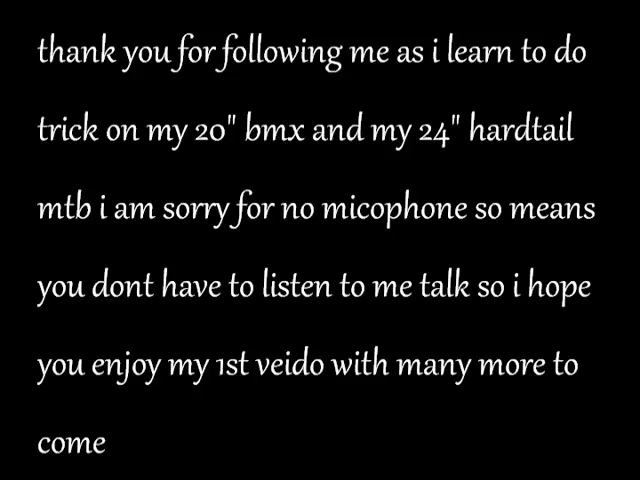 thank you for following me as i learn to do
trick on my 20" bmx and my 24" hardtail
mtb i am sorry for no micophone so means
you dont have to listen to me talk so i hope
you enjoy my 1st veido with many more to
come